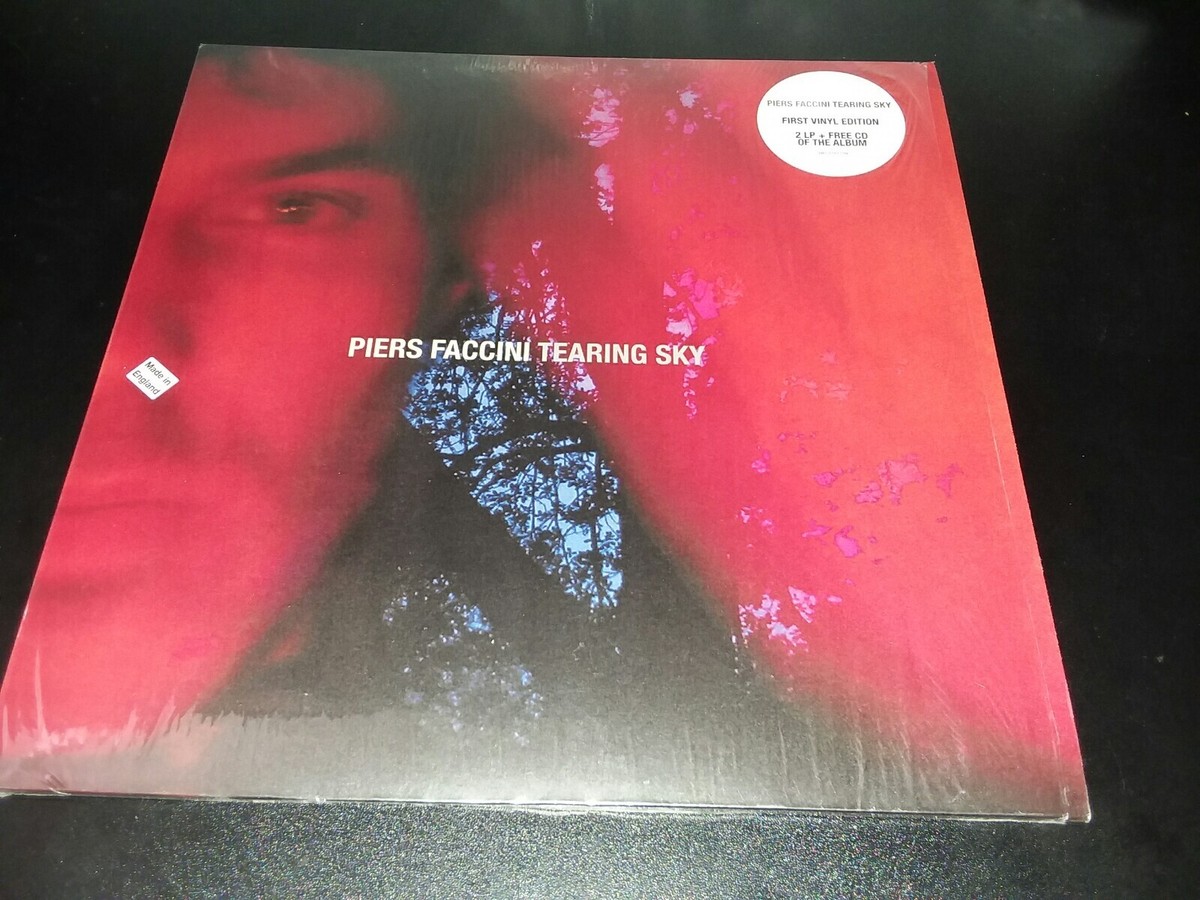 PIERS FACCINI TEARING SKY
FIRST VINYL EDITION
2 LP + FREE CD
OF THE ALBUM
PIERS FACCINI TEARING SKY
Made in
England